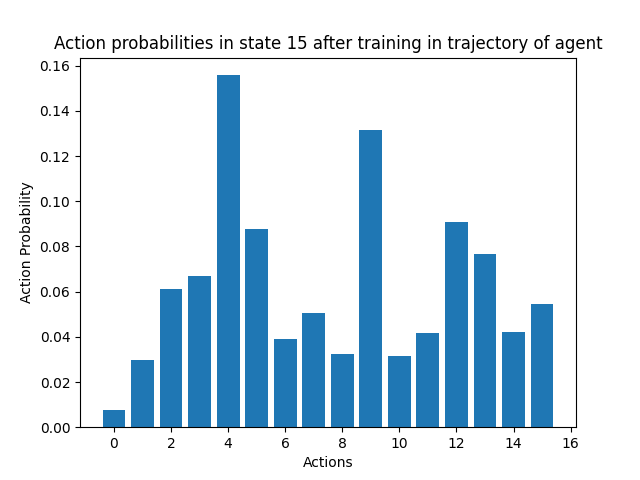 Action probabilities in state 15 after training in trajectory of agent
0.16
0.14
0.12
0.10
0.08
0.06
0.04
0.02
0.00
Action Probability
0 2 4 6 8 10 12 14 16
Actions